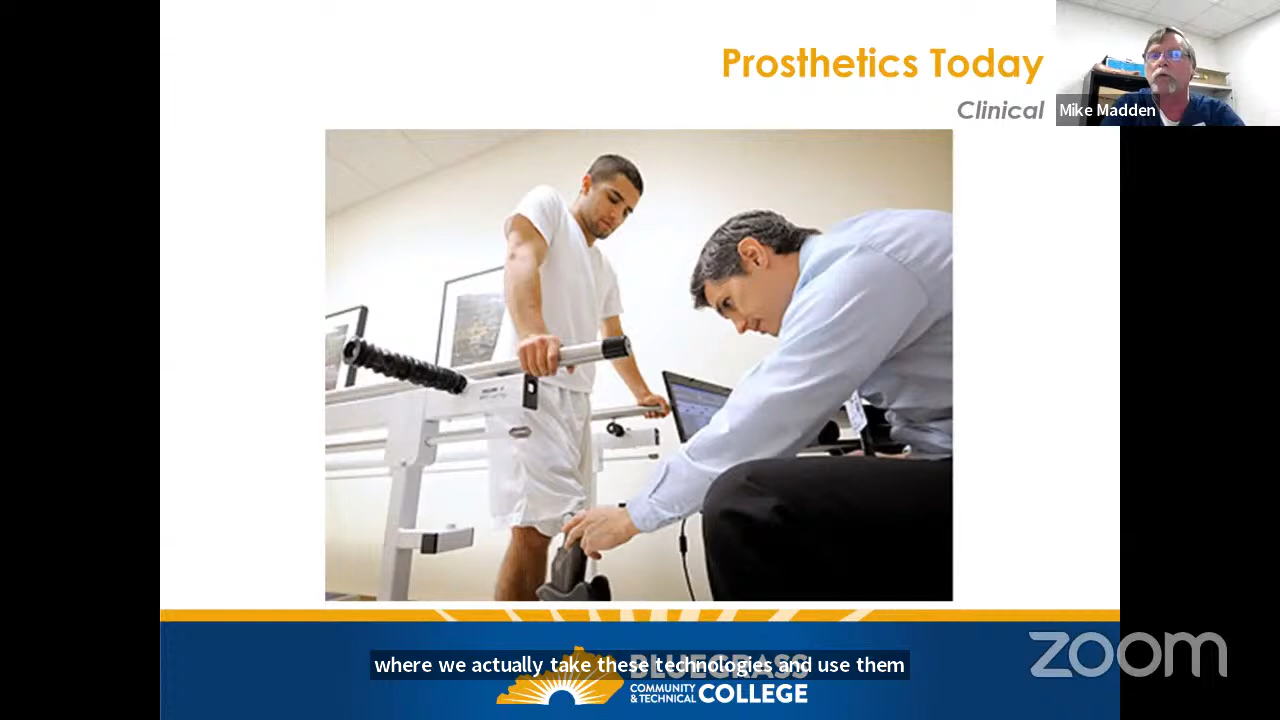 Prosthetics Today
Clinical
Mike Madden
where we actually take these technologies and use them
BLUEGRASS
COMMUNITY
& TECHNICAL COLLEGE
zoom